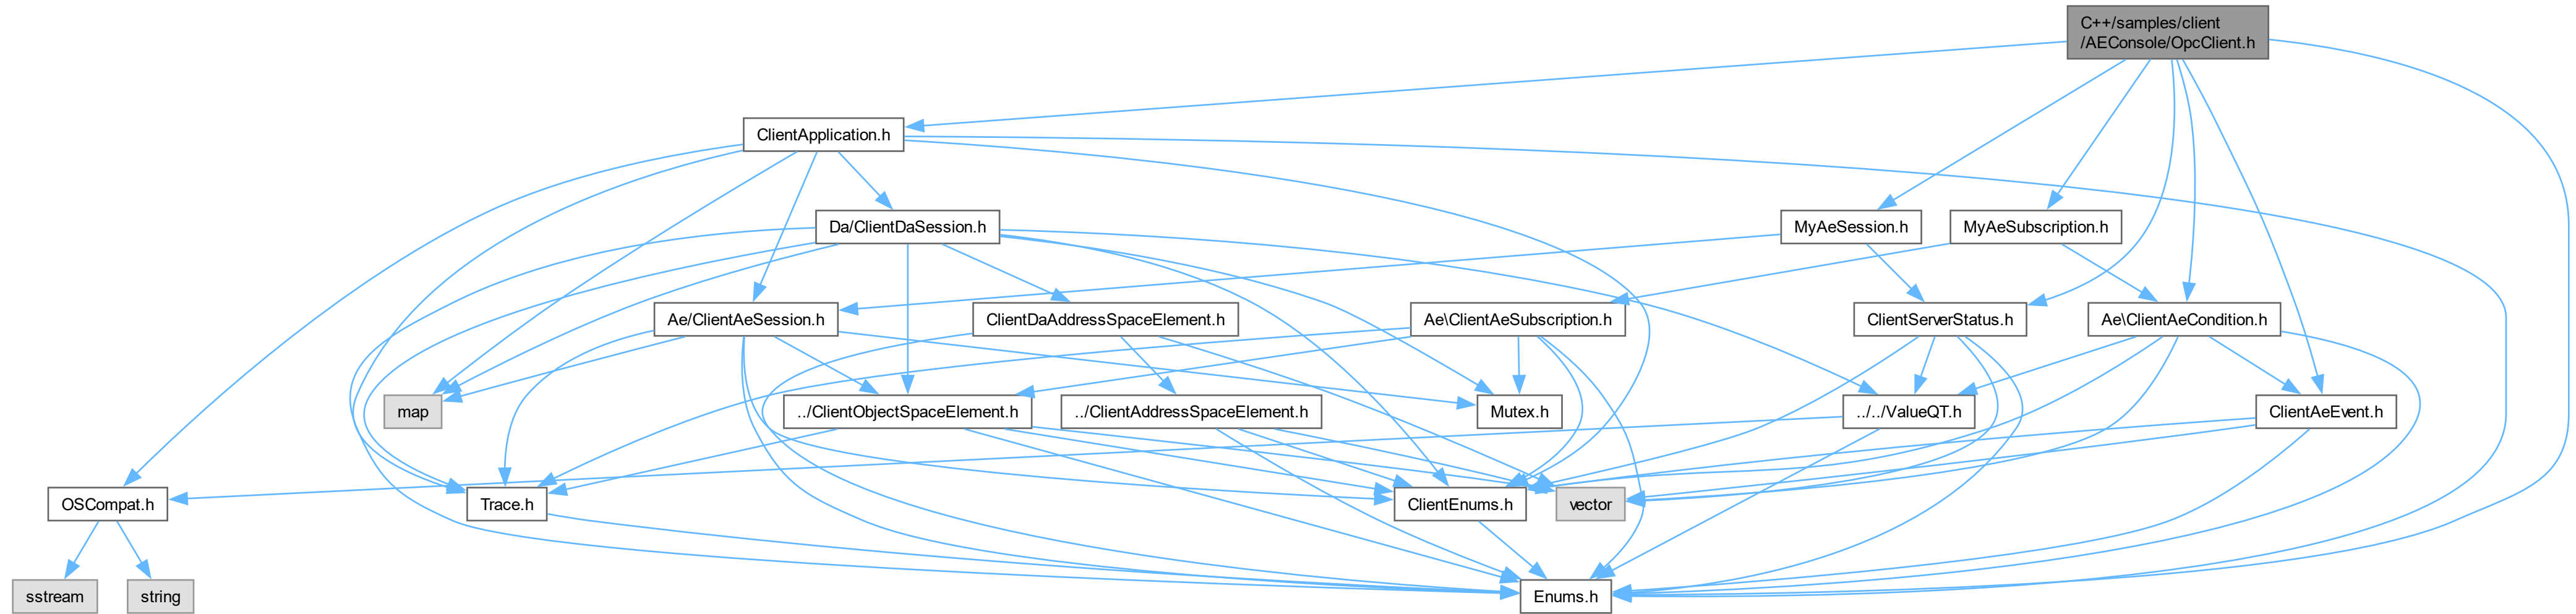 C++/samples/client
/AEConsole/OpcClient.h
ClientApplication.h
Da/ClientDaSession.h
MyAeSession.h
MyAeSubscription.h
Ae/ClientAeSession.h
ClientDaAddressSpaceElement.h
Ae\ClientAeSubscription.h
ClientServerStatus.h
Ae\ClientAeCondition.h
map
../ClientObjectSpaceElement.h
../ClientAddressSpaceElement.h
Mutex.h
../../ValueQT.h
ClientAeEvent.h
OSCompat.h
Trace.h
ClientEnums.h
vector
sstream
string
Enums.h